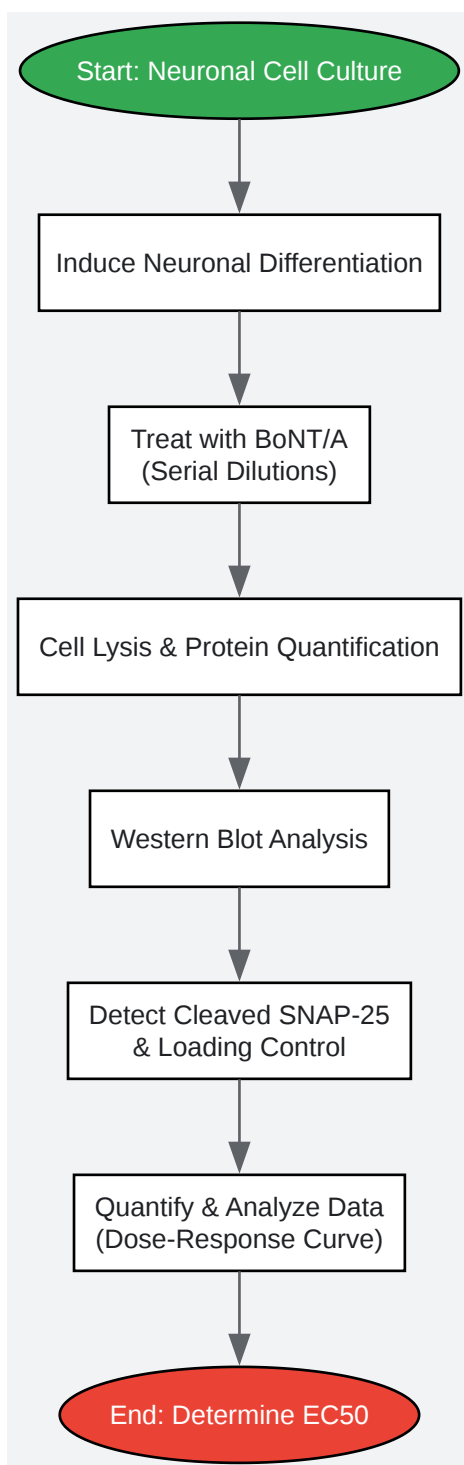 Start: Neuronal Cell Culture
Induce Neuronal Differentiation
Treat with BoNT/A
(Serial Dilutions)
Cell Lysis & Protein Quantification
Western Blot Analysis
Detect Cleaved SNAP-25
& Loading Control
Quantify & Analyze Data
(Dose-Response Curve)
End: Determine EC50